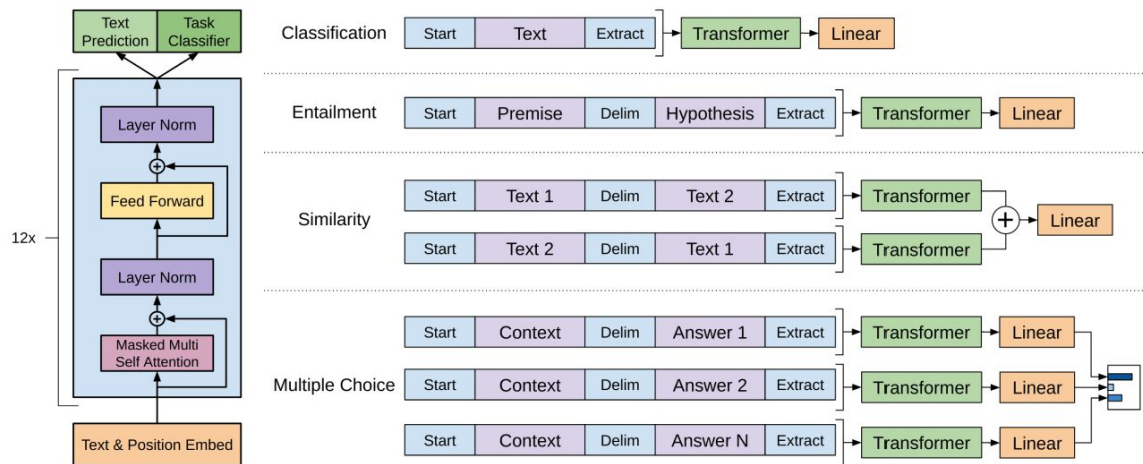 Text
Prediction
Task
Classifier
12x
Layer Norm
Feed Forward
Layer Norm
Masked Multi
Self Attention
Text & Position Embed
Classification
Start Text Extract Transformer Linear
Entailment
Start Premise Delim Hypothesis Extract Transformer Linear
Similarity
Start Text 1 Delim Text 2 Extract Transformer
Start Text 2 Delim Text 1 Extract Transformer
Linear
Multiple Choice
Start Context Delim Answer 1 Extract Transformer Linear
Start Context Delim Answer 2 Extract Transformer Linear
Start Context Delim Answer N Extract Transformer Linear